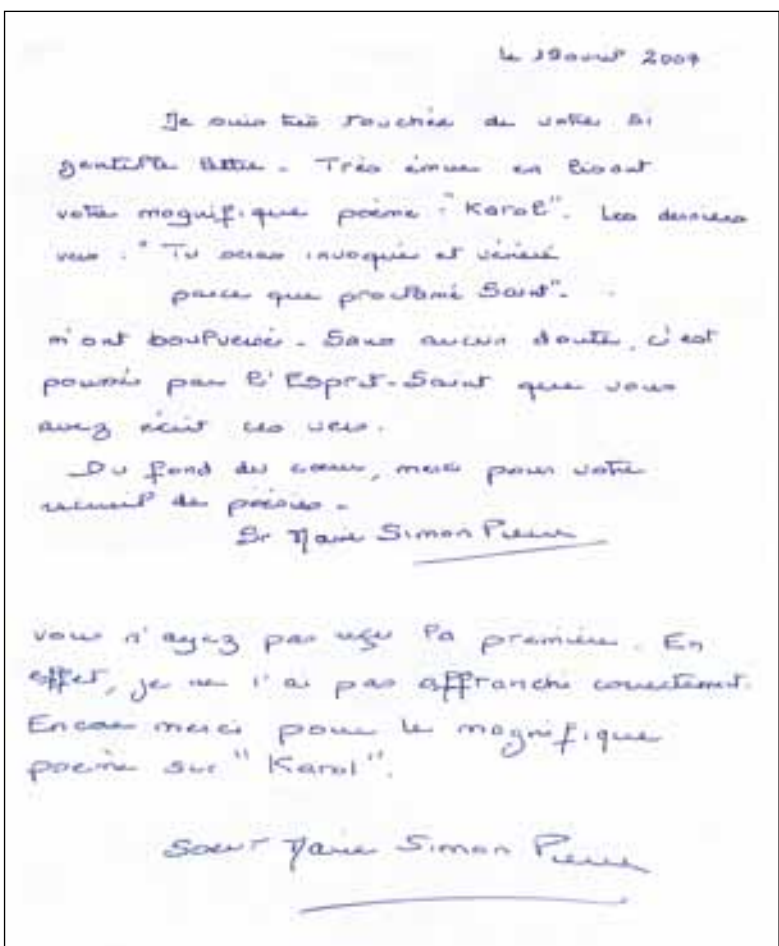 le 19 avril 2007
Je suis très touchée de votre si
gentille lettre. Très émue en lisant
votre magnifique poème : "Karol". Les derniers
vers : "Tu seras invoqué et vénéré
parce que proclamé Saint".
m'ont boulversée. Sans aucun doute, c'est
poussé par l'Esprit-Saint que vous
avez écrit ces vers.
Du fond du coeur, merci pour votre
recueil de poésies.
Sr Marie Simon Pierre
vous n'ayez pas reçu la première. En
effet, je ne l'ai pas affranchi correctement.
Encore merci pour le magnifique
poème sur "Karol".
Soeur Marie Simon Pierre